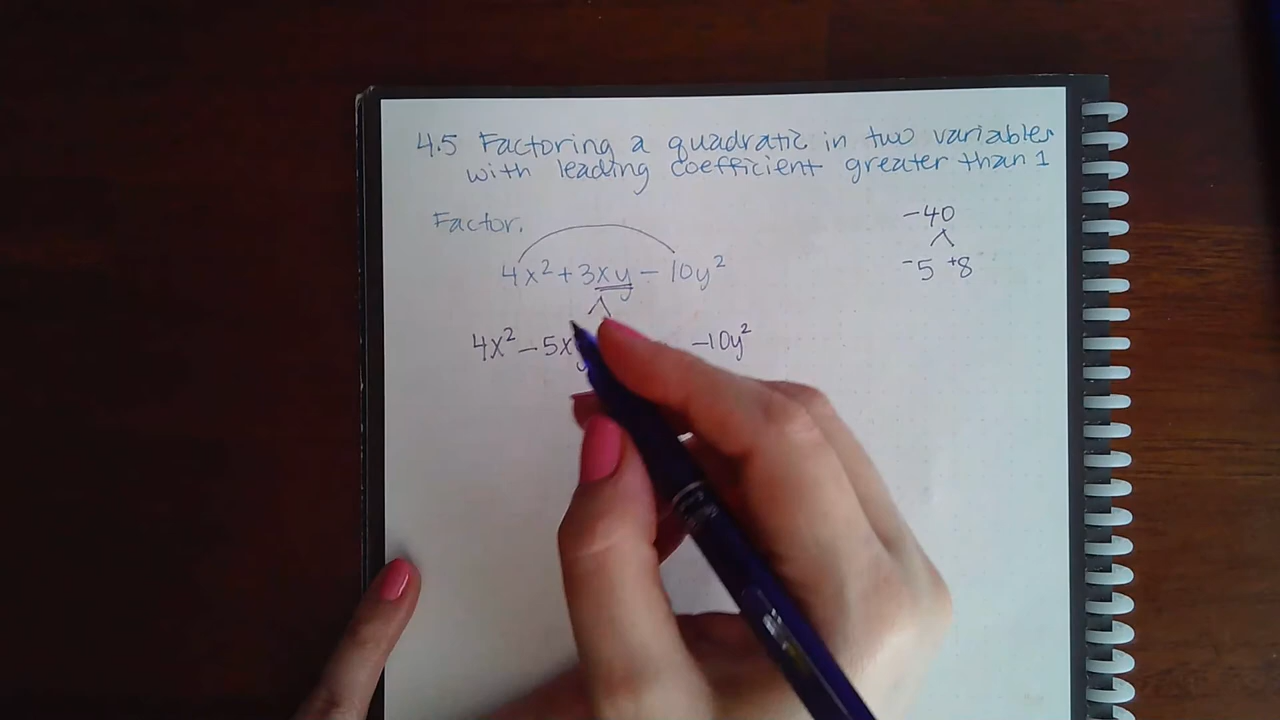 4.5 Factoring a quadratic in two variables
with leading coefficient greater than 1
Factor.
4x² + 3xy - 10y²
4x² - 5xy -10y²
-40
-5 +8